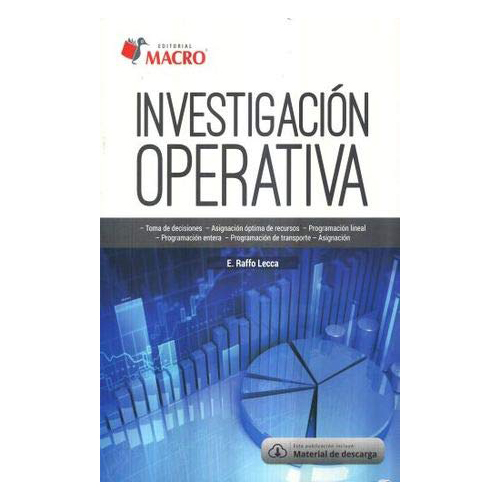 EDITORIAL
MACRO®
INVESTIGACIÓN
OPERATIVA
– Toma de decisiones – Asignación óptima de recursos – Programación lineal
– Programación entera – Programación de transporte – Asignación
E. Raffo Lecca
Esta publicación incluye
Material de descarga